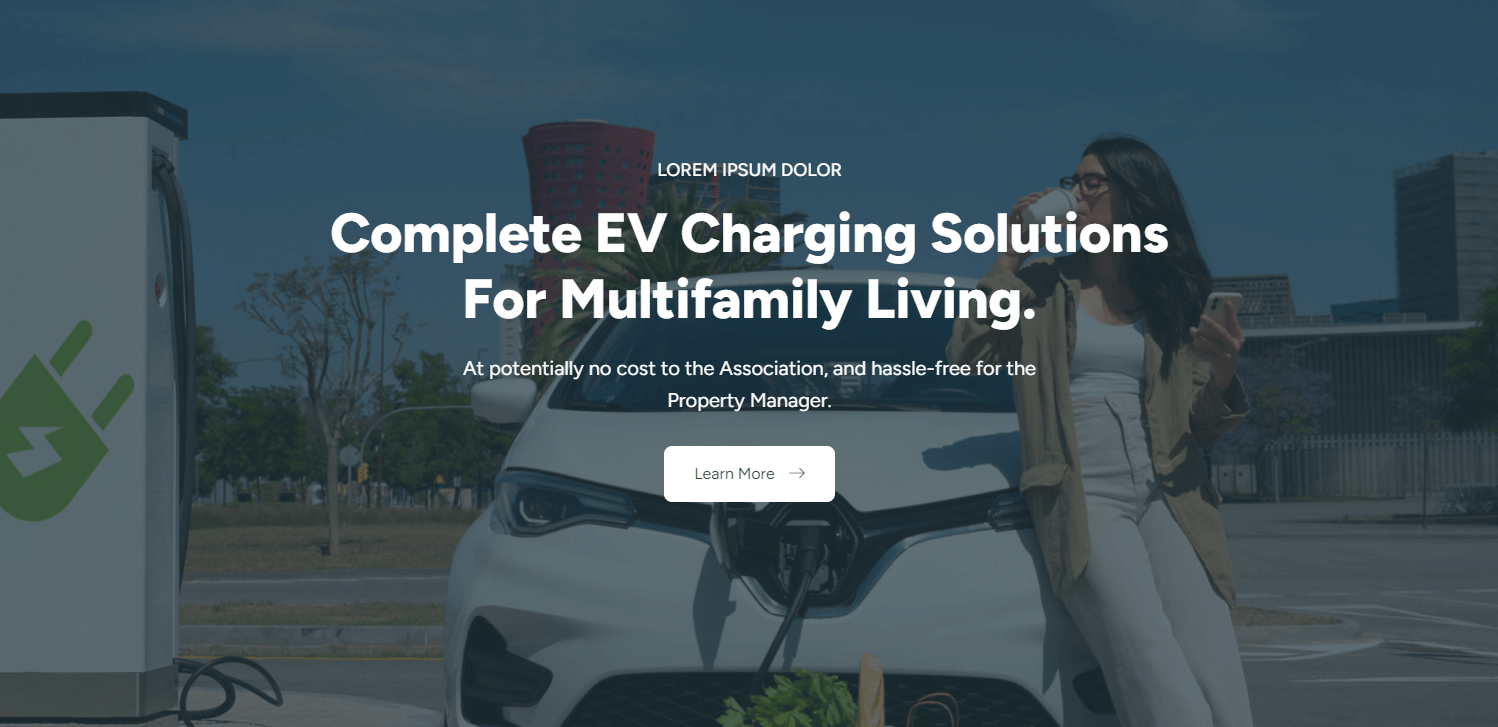 LOREM IPSUM DOLOR
Complete EV Charging Solutions
For Multifamily Living.
At potentially no cost to the Association, and hassle-free for the
Property Manager.
Learn More